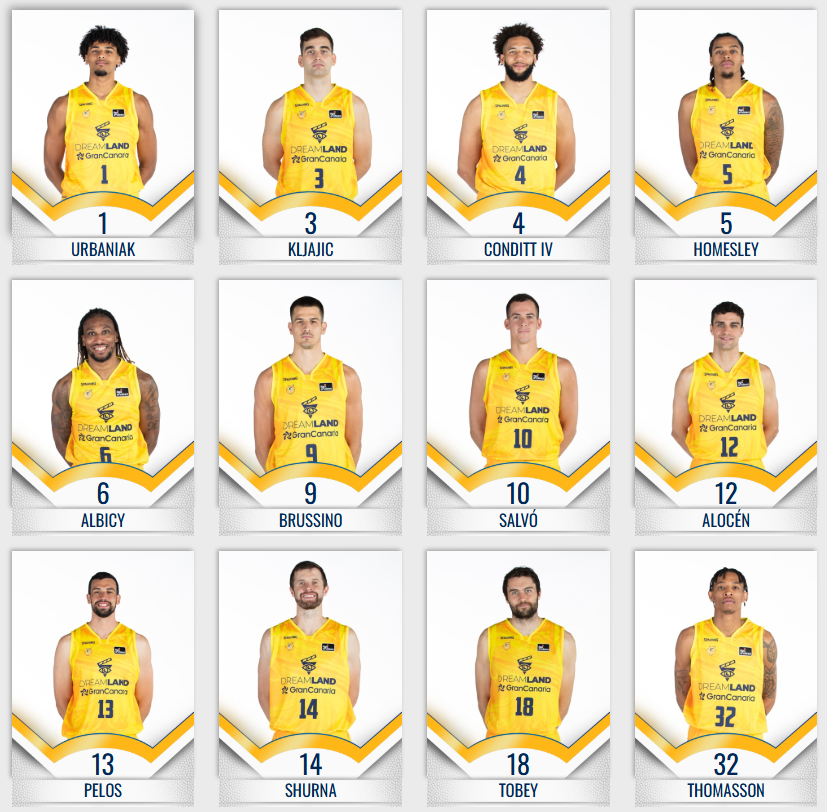 DREAMLAND
GranCanaria
1
1
URBANIAK
DREAMLAND
GranCanaria
3
3
KLJAJIC
DREAMLAND
GranCanaria
4
4
CONDITT IV
DREAMLAND
GranCanaria
5
5
HOMESLEY
DREAMLAND
GranCanaria
6
6
ALBICY
DREAMLAND
GranCanaria
9
9
BRUSSINO
DREAMLAND
GranCanaria
10
10
SALVÓ
DREAMLAND
GranCanaria
12
12
ALOCÉN
DREAMLAND
GranCanaria
13
13
PELOS
DREAMLAND
GranCanaria
14
14
SHURNA
DREAMLAND
GranCanaria
18
18
TOBEY
DREAMLAND
GranCanaria
32
32
THOMASSON